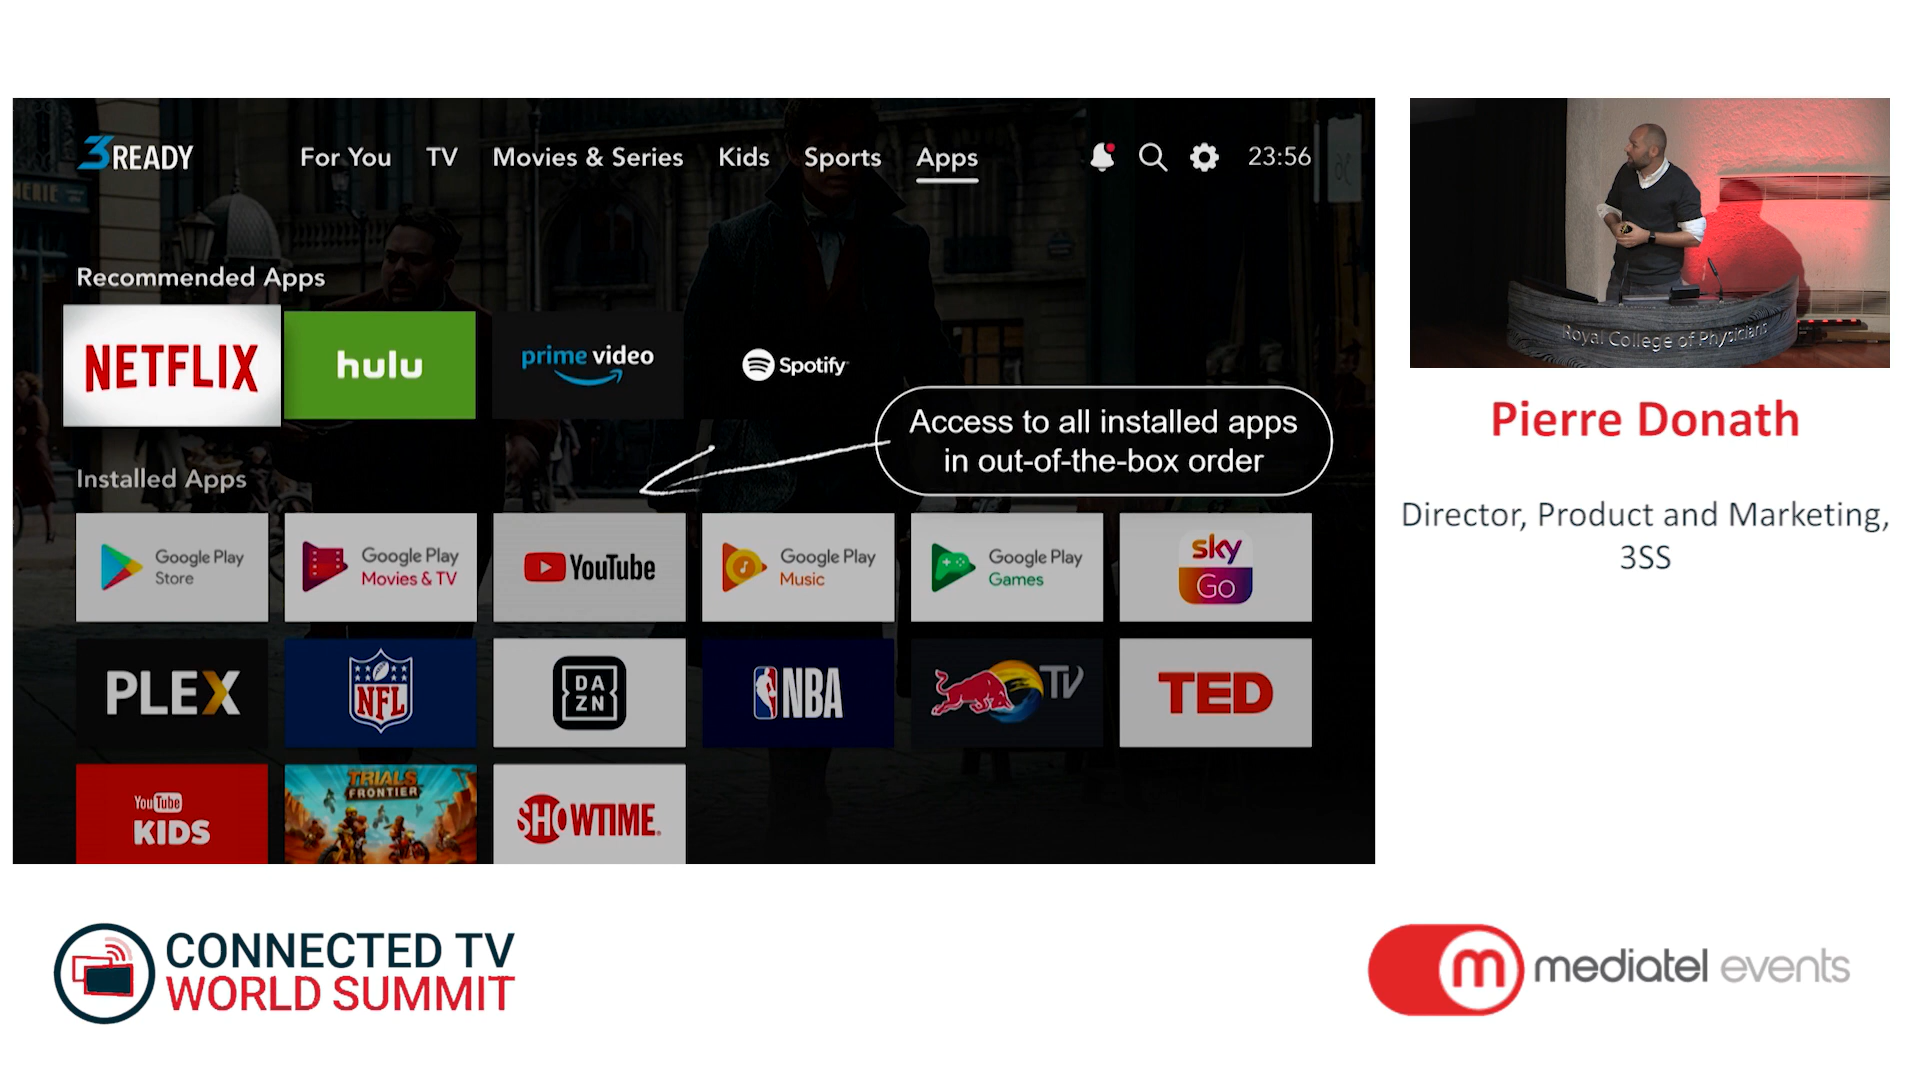 3READY
For You
TV
Movies & Series
Kids
Sports
Apps
23:56
Recommended Apps
NETFLIX
hulu
prime video
Spotify
Access to all installed apps
in out-of-the-box order
Installed Apps
Google Play
Store
Google Play
Movies & TV
YouTube
Google Play
Music
Google Play
Games
sky
Go
PLEX
NFL
DA
ZN
NBA
TV
TED
YouTube
KIDS
TRIALS
FRONTIER
SHOWTIME
Royal College of Physicians
Pierre Donath
Director, Product and Marketing,
3SS
CONNECTED TV
WORLD SUMMIT
m
mediatel events